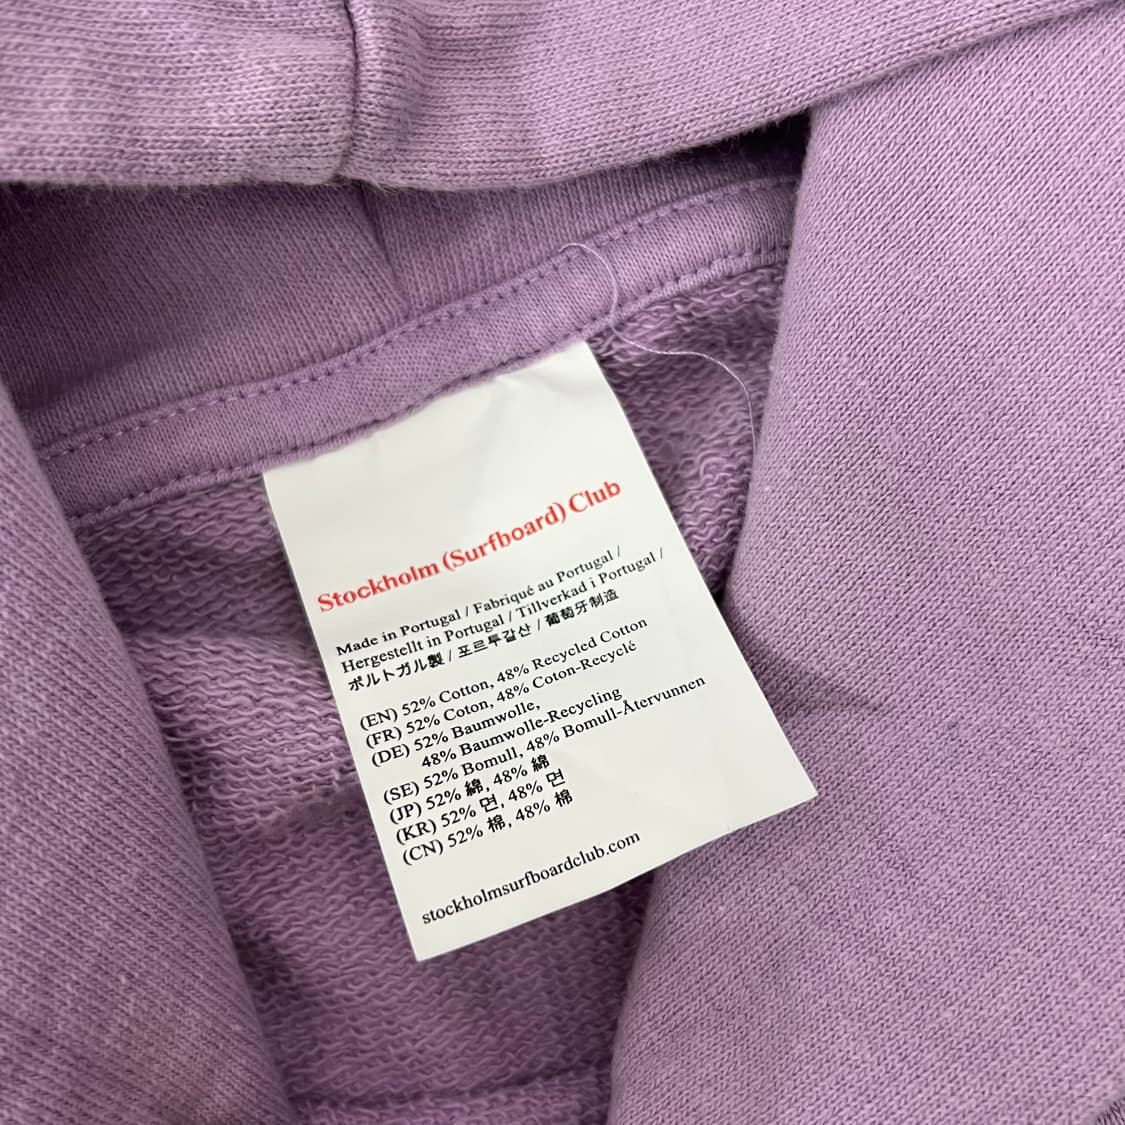 Stockholm (Surfboard) Club
Made in Portugal / Fabriqué au Portugal /
Hergestellt in Portugal / Tillverkad i Portugal /
ポルトガル製 / 포르투갈산 / 葡萄牙制造
(EN) 52% Cotton, 48% Recycled Cotton
(FR) 52% Coton, 48% Coton-Recyclé
(DE) 52% Baumwolle,
48% Baumwolle-Recycling
(SE) 52% Bomull, 48% Bomull-Återvunnen
(JP) 52% 綿, 48% 綿
(KR) 52% 면, 48% 면
(CN) 52% 棉, 48% 棉
stockholmsurfboardclub.com